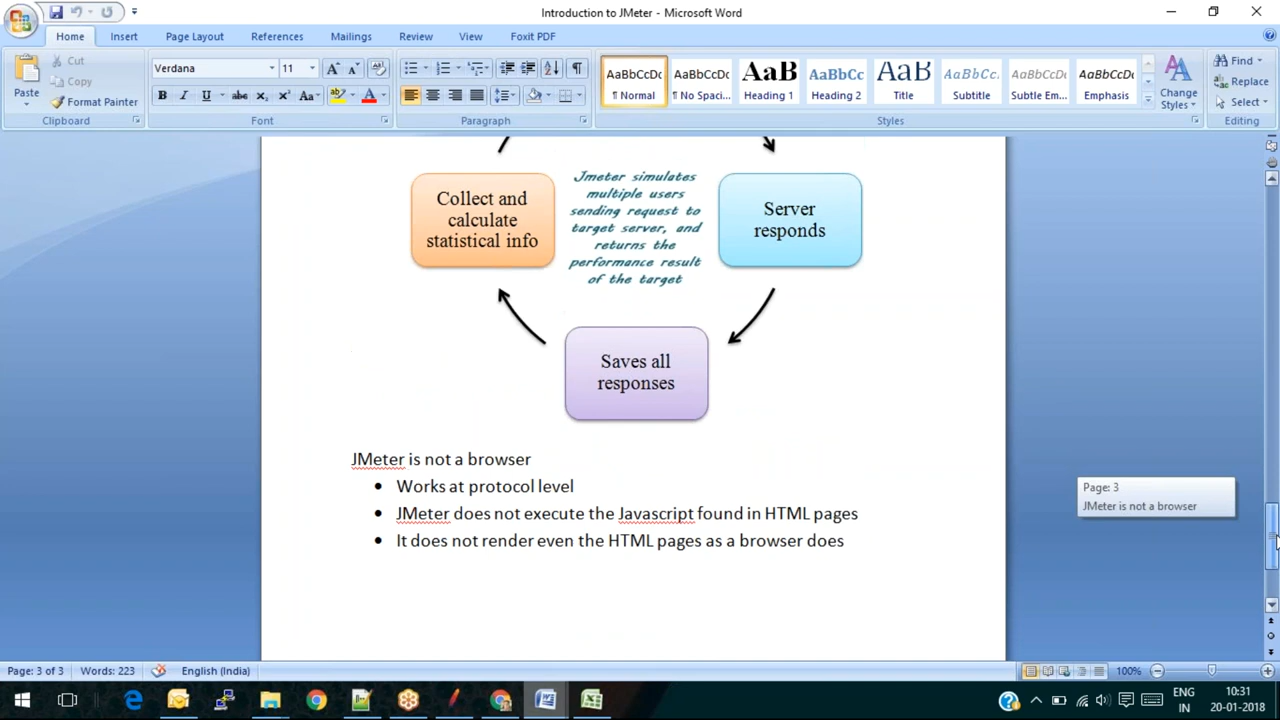 Introduction to JMeter - Microsoft Word
Home
Insert
Page Layout
References
Mailings
Review
View
Foxit PDF
Paste
Cut
Copy
Format Painter
Clipboard
Verdana
11
B I U abc x₂ x² Aa
A
Font
Paragraph
AaBbCcDc
¶ Normal
AaBbCcDc
¶ No Spaci...
AaB
Heading 1
AaBbCc
Heading 2
AaB
Title
AaBbCc.
Subtitle
AaBbCcDc
Subtle Em...
AaBbCcDc
Emphasis
Change
Styles
Styles
Find
Replace
Select
Editing
Collect and
calculate
statistical info
Jmeter simulates
multiple users
sending request to
target server, and
returns the
performance result
of the target
Server
responds
Saves all
responses
JMeter is not a browser
• Works at protocol level
• JMeter does not execute the Javascript found in HTML pages
• It does not render even the HTML pages as a browser does
Page: 3
JMeter is not a browser
Page: 3 of 3
Words: 223
English (India)
100%
ENG
IN
10:31
20-01-2018